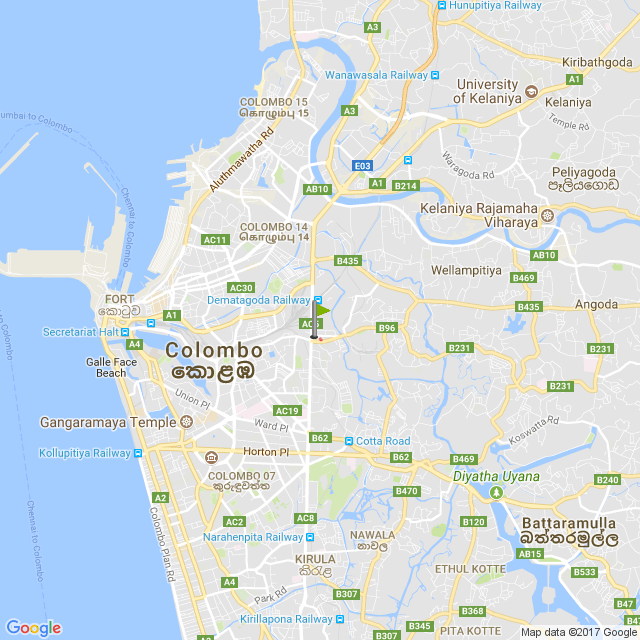 Hunupitiya Railway
A3
B214
Kiribathgoda
Wanawasala Railway
A1
University
of Kelaniya
Kelaniya
COLOMBO 15
கொழும்பு 15
A3
Temple Rd
Aluthmawatha Rd
Chennai to Colombo
E03
Waragoda Rd
Peliyagoda
පෑලියගොඩ
AB10
A1
B214
Kelaniya Rajamaha
Viharaya
COLOMBO 14
கொழும்பு 14
AC11
AB10
B435
Wellampitiya
B469
AC30
Dematagoda Railway
B435
Angoda
FORT
කොටුව
A1
Secretariat Halt
A4
B96
B231
B231
Colombo
කොළඹ
Galle Face
Beach
B231
Union Pl
AC19
Ward Pl
Gangaramaya Temple
Koswatta Rd
B62
Cotta Road
Kollupitiya Railway
Horton Pl
B62
B469
COLOMBO 07
කුරුඳුවත්ත
Diyatha Uyana
B240
A2
B470
AC2
AC8
B120
Battaramulla
බත්තරමුල්ල
Colombo Plan Rd
Narahenpita Railway
NAWALA
නාවල
AB15
KIRULA
කිරුළ
ETHUL KOTTE
B533
A4
Park Rd
B307
B47
Kirillapona Railway
B307
B345
PITA KOTTE
B368
Google
Map data ©2017 Google